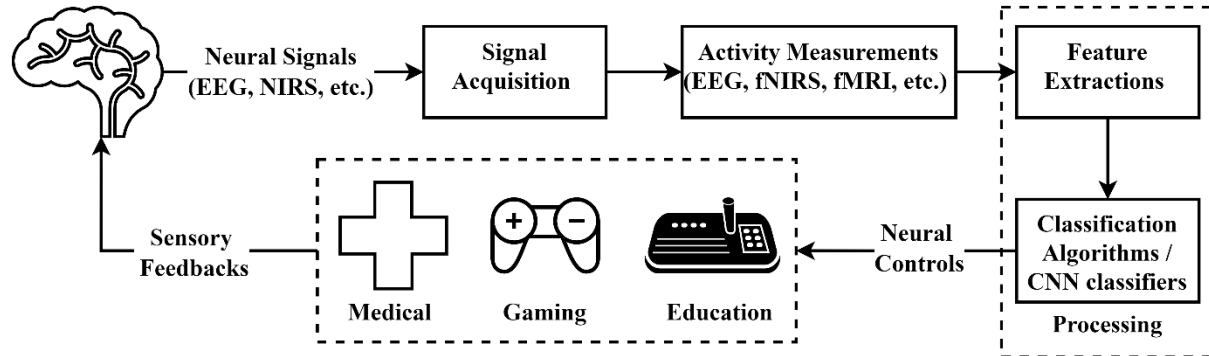 Neural Signals
(EEG, NIRS, etc.)
Signal
Acquisition
Activity Measurements
(EEG, fNIRS, fMRI, etc.)
Feature
Extractions
Classification
Algorithms /
CNN classifiers
Processing
Neural
Controls
Medical
Gaming
Education
Sensory
Feedbacks